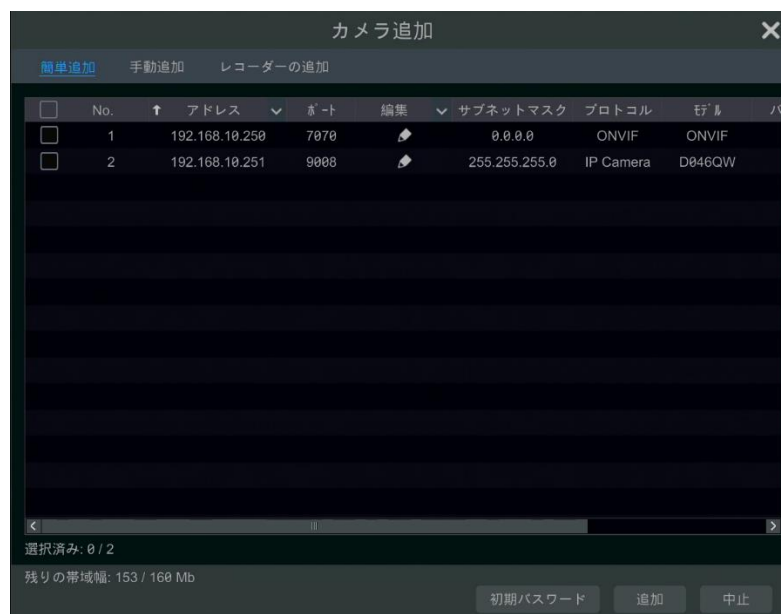 カメラ追加
簡単追加 手動追加 レコーダーの追加
No. アドレス ﾎﾟｰﾄ 編集 サブネットマスク プロトコル ﾓﾃﾞﾙ
1 192.168.10.250 7070 0.0.0.0 ONVIF ONVIF
2 192.168.10.251 9008 255.255.255.0 IP Camera D046QW
選択済み: 0 / 2
残りの帯域幅: 153 / 160 Mb
初期パスワード 追加 中止